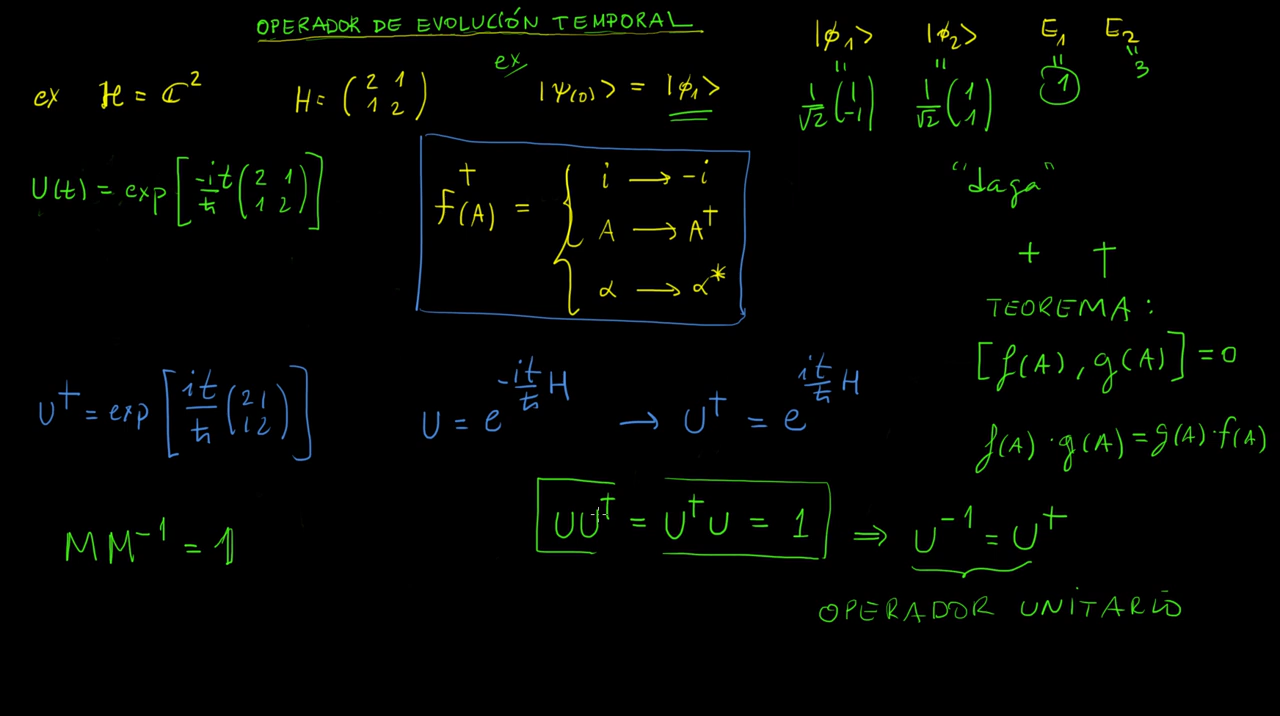 OPERADOR DE EVOLUCIÓN TEMPORAL
|ϕ₁> |ϕ₂> E₁ E₂
= = = =
1/√2 (1 -1) 1/√2 (1 1) 1 3
ex ℋ = ℂ² H = (2 1 1 2) ex |ψ(0)> = |ϕ₁>
U(t) = exp[-i/ħ t (2 1 1 2)]
f†(A) = { i → -i
A → A†
α → α*
"daga"
+ †
TEOREMA:
[f(A), g(A)] = 0
f(A) · g(A) = g(A) · f(A)
U† = exp[it/ħ (2 1 1 2)] U = e^(-it/ħ H) → U† = e^(it/ħ H)
MM⁻¹ = 𝟙 UU† = U†U = 1 ⇒ U⁻¹ = U†
OPERADOR UNITARIO